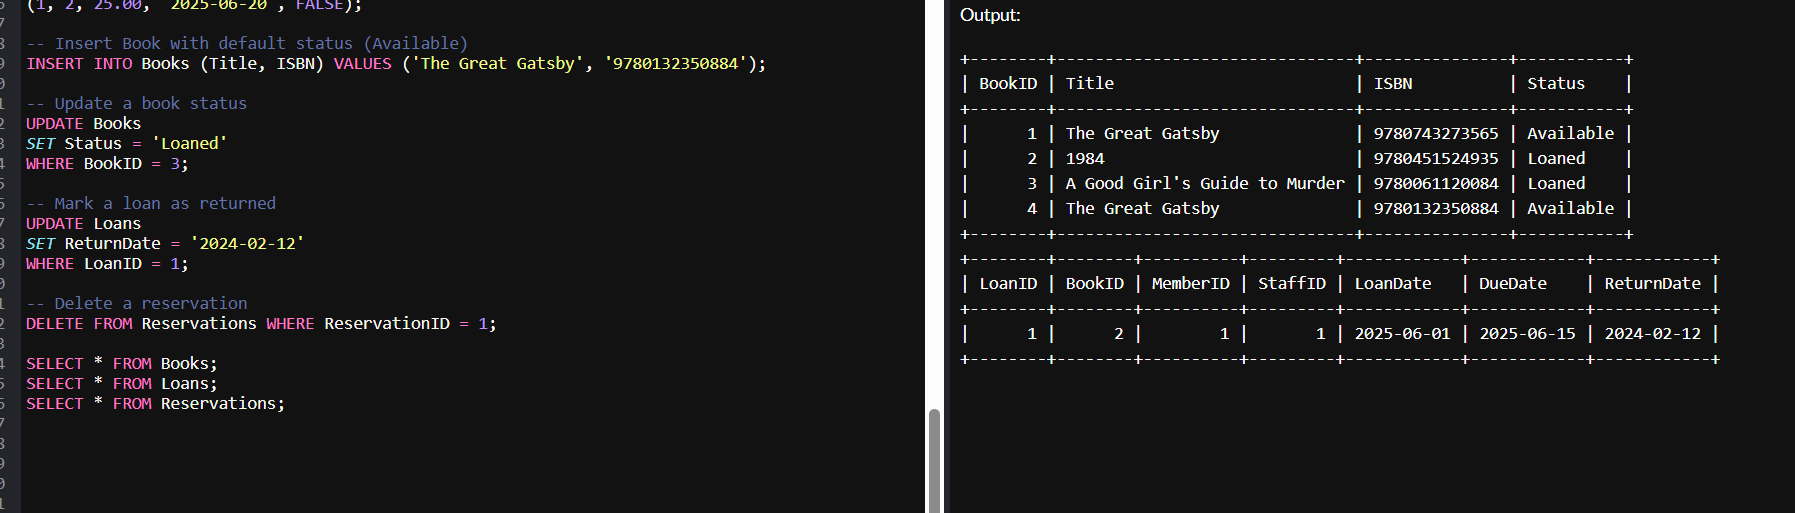 (1, 2, 25.00, '2025-06-20', FALSE);
-- Insert Book with default status (Available)
INSERT INTO Books (Title, ISBN) VALUES ('The Great Gatsby', '9780132350884');
-- Update a book status
UPDATE Books
SET Status = 'Loaned'
WHERE BookID = 3;
-- Mark a loan as returned
UPDATE Loans
SET ReturnDate = '2024-02-12'
WHERE LoanID = 1;
-- Delete a reservation
DELETE FROM Reservations WHERE ReservationID = 1;
SELECT * FROM Books;
SELECT * FROM Loans;
SELECT * FROM Reservations;
Output:
+--------+-------------------------------+---------------+-----------+
| BookID | Title                         | ISBN          | Status    |
+--------+-------------------------------+---------------+-----------+
|      1 | The Great Gatsby              | 9780743273565 | Available |
|      2 | 1984                          | 9780451524935 | Loaned    |
|      3 | A Good Girl's Guide to Murder | 9780061120084 | Loaned    |
|      4 | The Great Gatsby              | 9780132350884 | Available |
+--------+-------------------------------+---------------+-----------+
+--------+--------+----------+---------+------------+------------+------------+
| LoanID | BookID | MemberID | StaffID | LoanDate   | DueDate    | ReturnDate |
+--------+--------+----------+---------+------------+------------+------------+
|      1 |      2 |        1 |       1 | 2025-06-01 | 2025-06-15 | 2024-02-12 |
+--------+--------+----------+---------+------------+------------+------------+